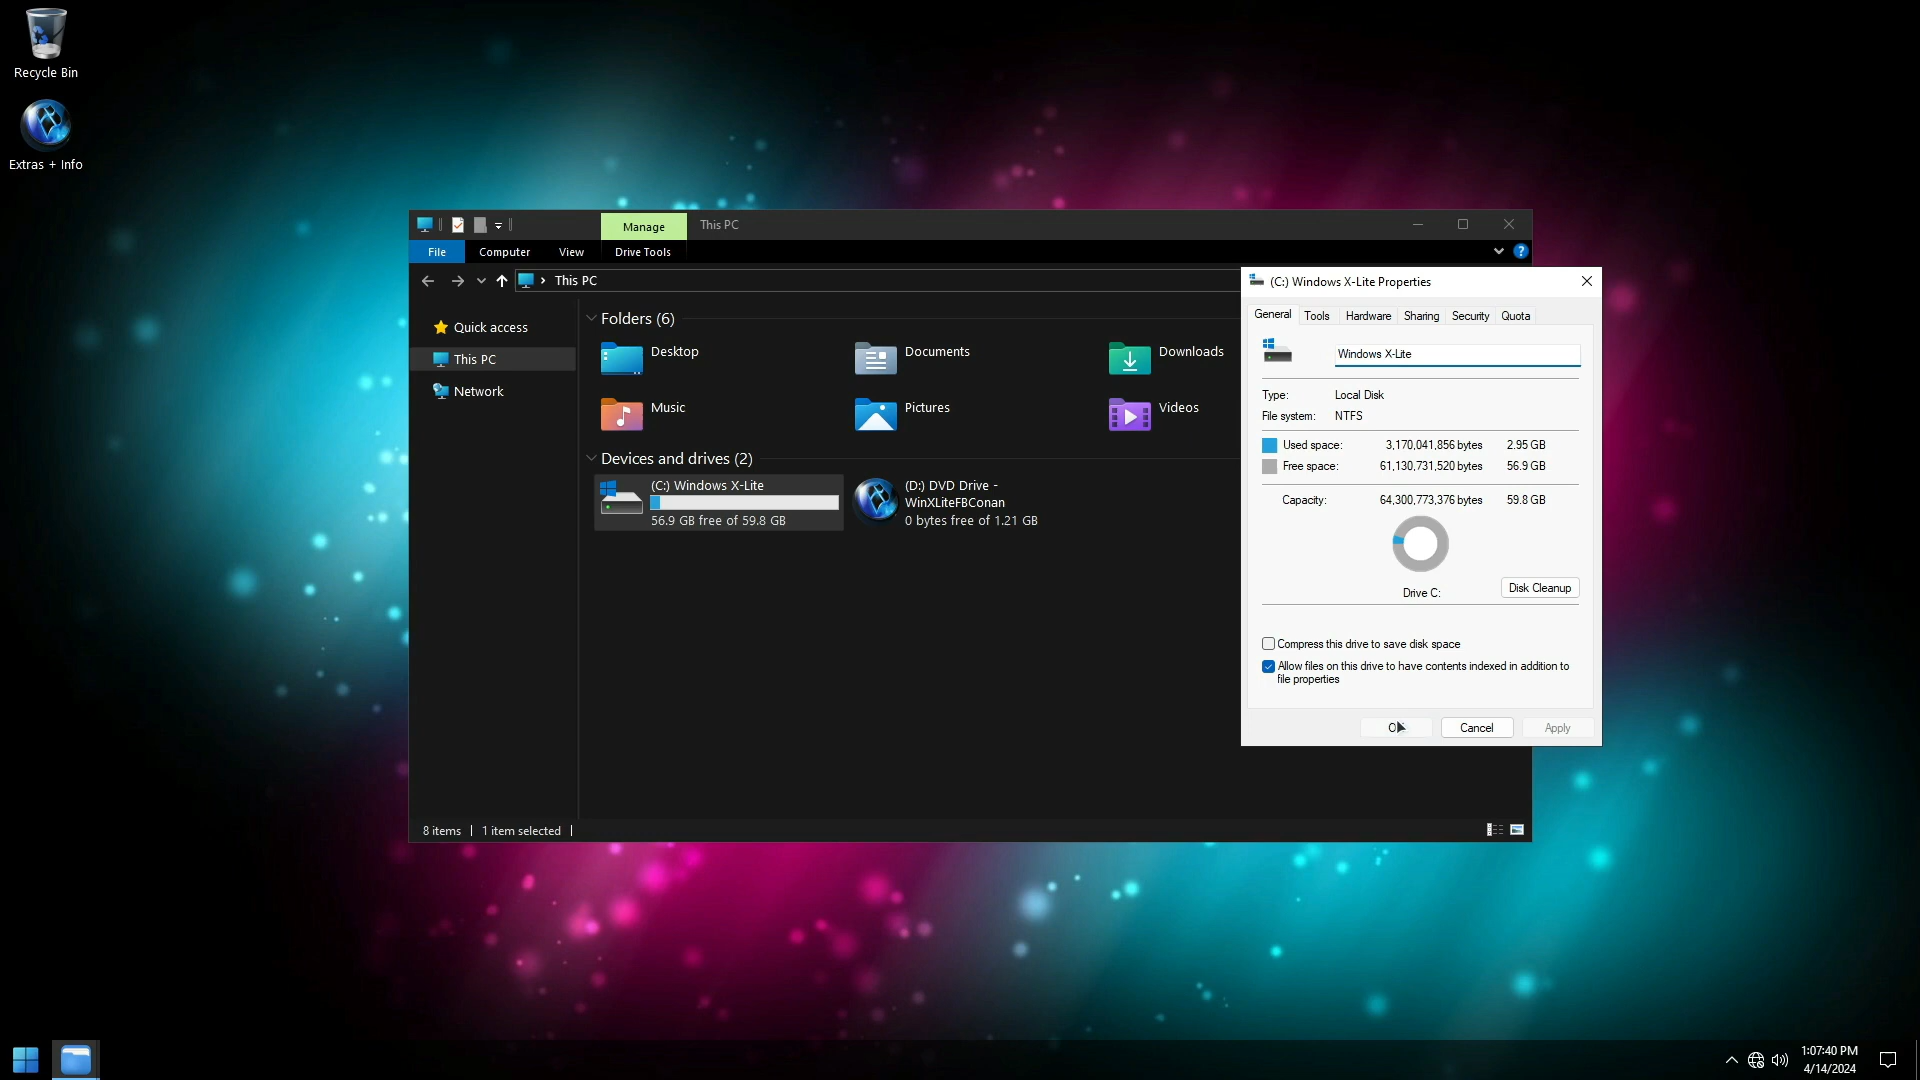 Recycle Bin
Extras + Info
Manage
This PC
File
Computer
View
Drive Tools
?
This PC
Quick access
This PC
Network
Folders (6)
Desktop
Documents
Downloads
Music
Pictures
Videos
Devices and drives (2)
(C:) Windows X-Lite
56.9 GB free of 59.8 GB
(D:) DVD Drive -
WinXLiteFBConan
0 bytes free of 1.21 GB
8 items
1 item selected
(C:) Windows X-Lite Properties
General
Tools
Hardware
Sharing
Security
Quota
Windows X-Lite
Type: Local Disk
File system: NTFS
Used space: 3,170,041,856 bytes 2.95 GB
Free space: 61,130,731,520 bytes 56.9 GB
Capacity: 64,300,773,376 bytes 59.8 GB
Drive C:
Disk Cleanup
Compress this drive to save disk space
Allow files on this drive to have contents indexed in addition to
file properties
Cancel
Apply
1:07:40 PM
4/14/2024